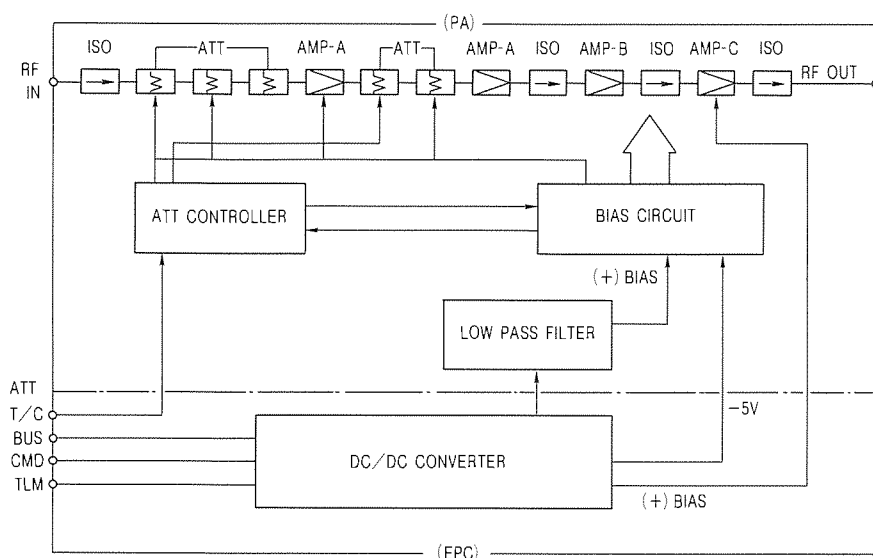 (PA)
ISO ATT AMP-A ATT AMP-A ISO AMP-B ISO AMP-C ISO
RF IN
RF OUT
ATT CONTROLLER
BIAS CIRCUIT
(+) BIAS
LOW PASS FILTER
ATT
T/C
-5V
BUS
CMD
DC/DC CONVERTER
TLM
(+) BIAS
(EPC)